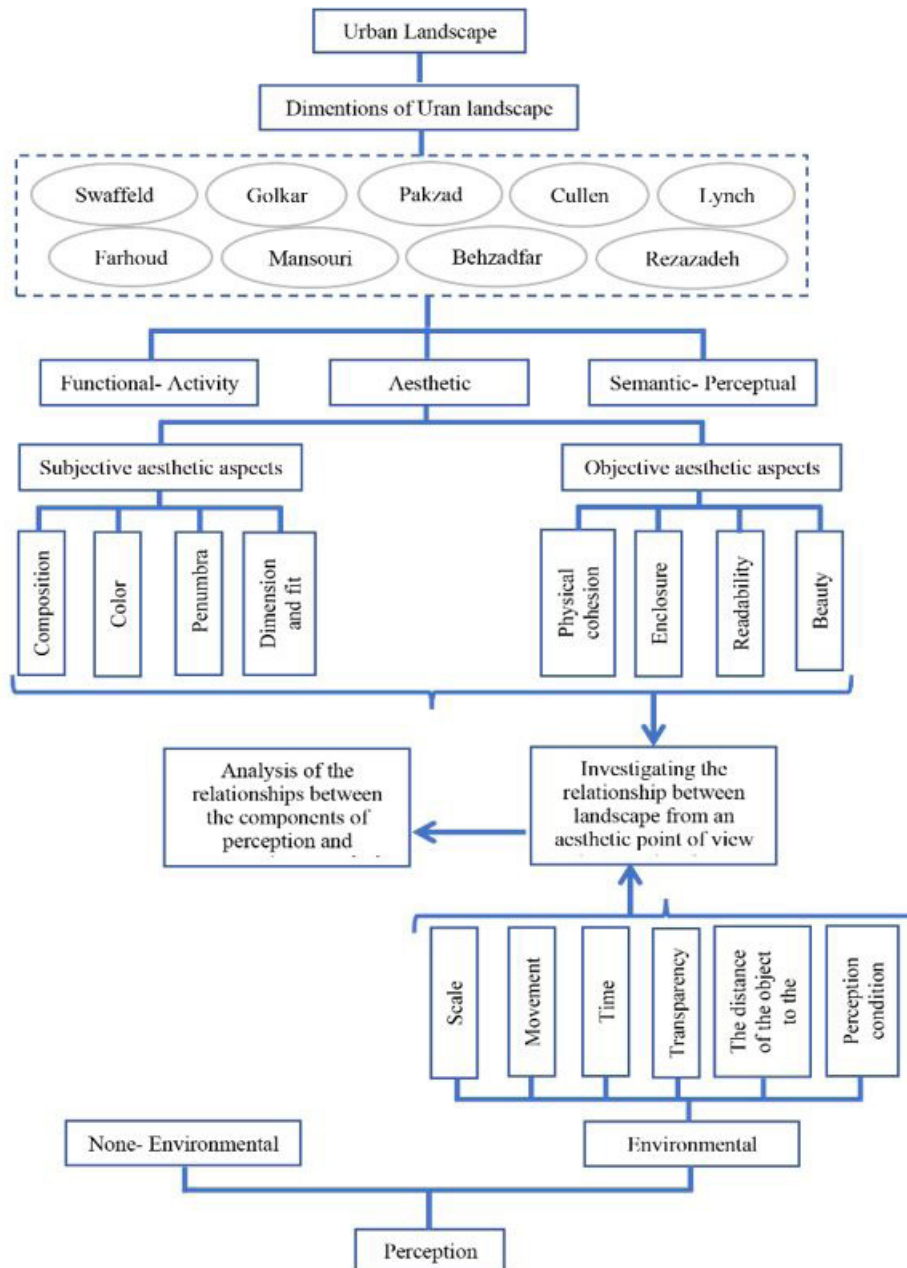 Urban Landscape
Dimentions of Uran landscape
Swaffeld
Golkar
Pakzad
Cullen
Lynch
Farhoud
Mansouri
Behzadfar
Rezazadeh
Functional- Activity
Aesthetic
Semantic- Perceptual
Subjective aesthetic aspects
Objective aesthetic aspects
Composition
Color
Penumbra
Dimension
and fit
Physical
cohesion
Enclosure
Readability
Beauty
Analysis of the
relationships between
the components of
perception and
Investigating the
relationship between
landscape from an
aesthetic point of view
Scale
Movement
Time
Transparency
The distance
of the object
to the
Perception
condition
None- Environmental
Environmental
Perception